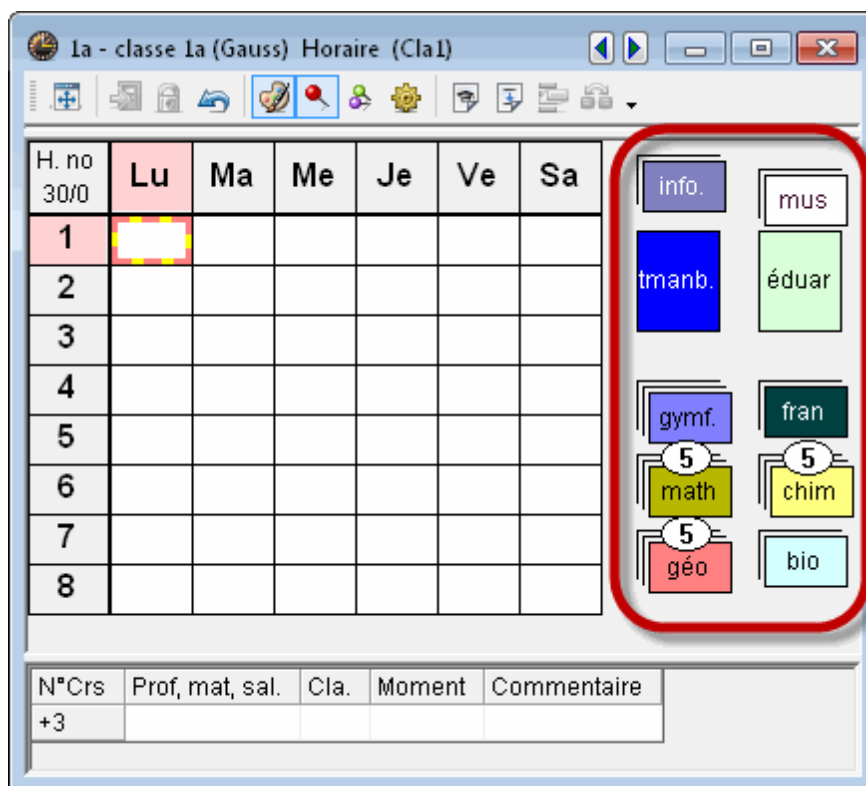 1a - classe 1a (Gauss) Horaire (Cla1)
H. no
30/0
Lu Ma Me Je Ve Sa
1
2
3
4
5
6
7
8
info. mus
tmanb. éduar
gymf. fran
5 5
math chim
5
géo bio
N°Crs Prof, mat, sal. Cla. Moment Commentaire
+3